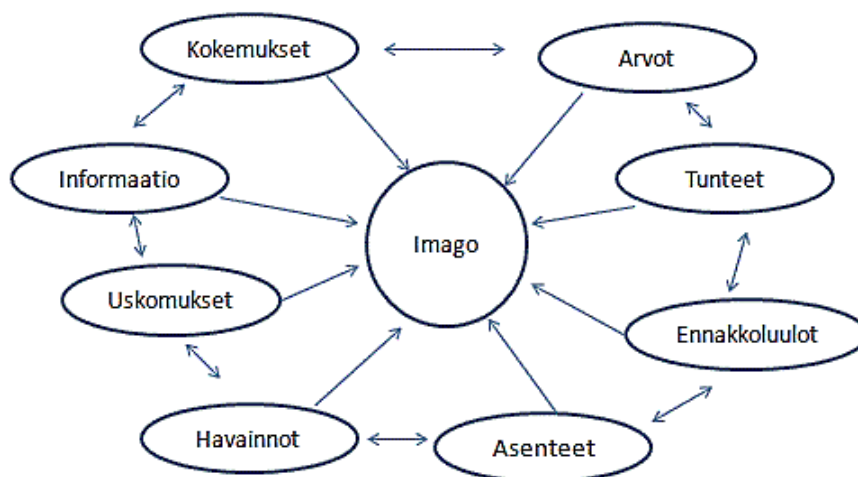 Kokemukset
Arvot
Informaatio
Tunteet
Imago
Uskomukset
Ennakkoluulot
Havainnot
Asenteet